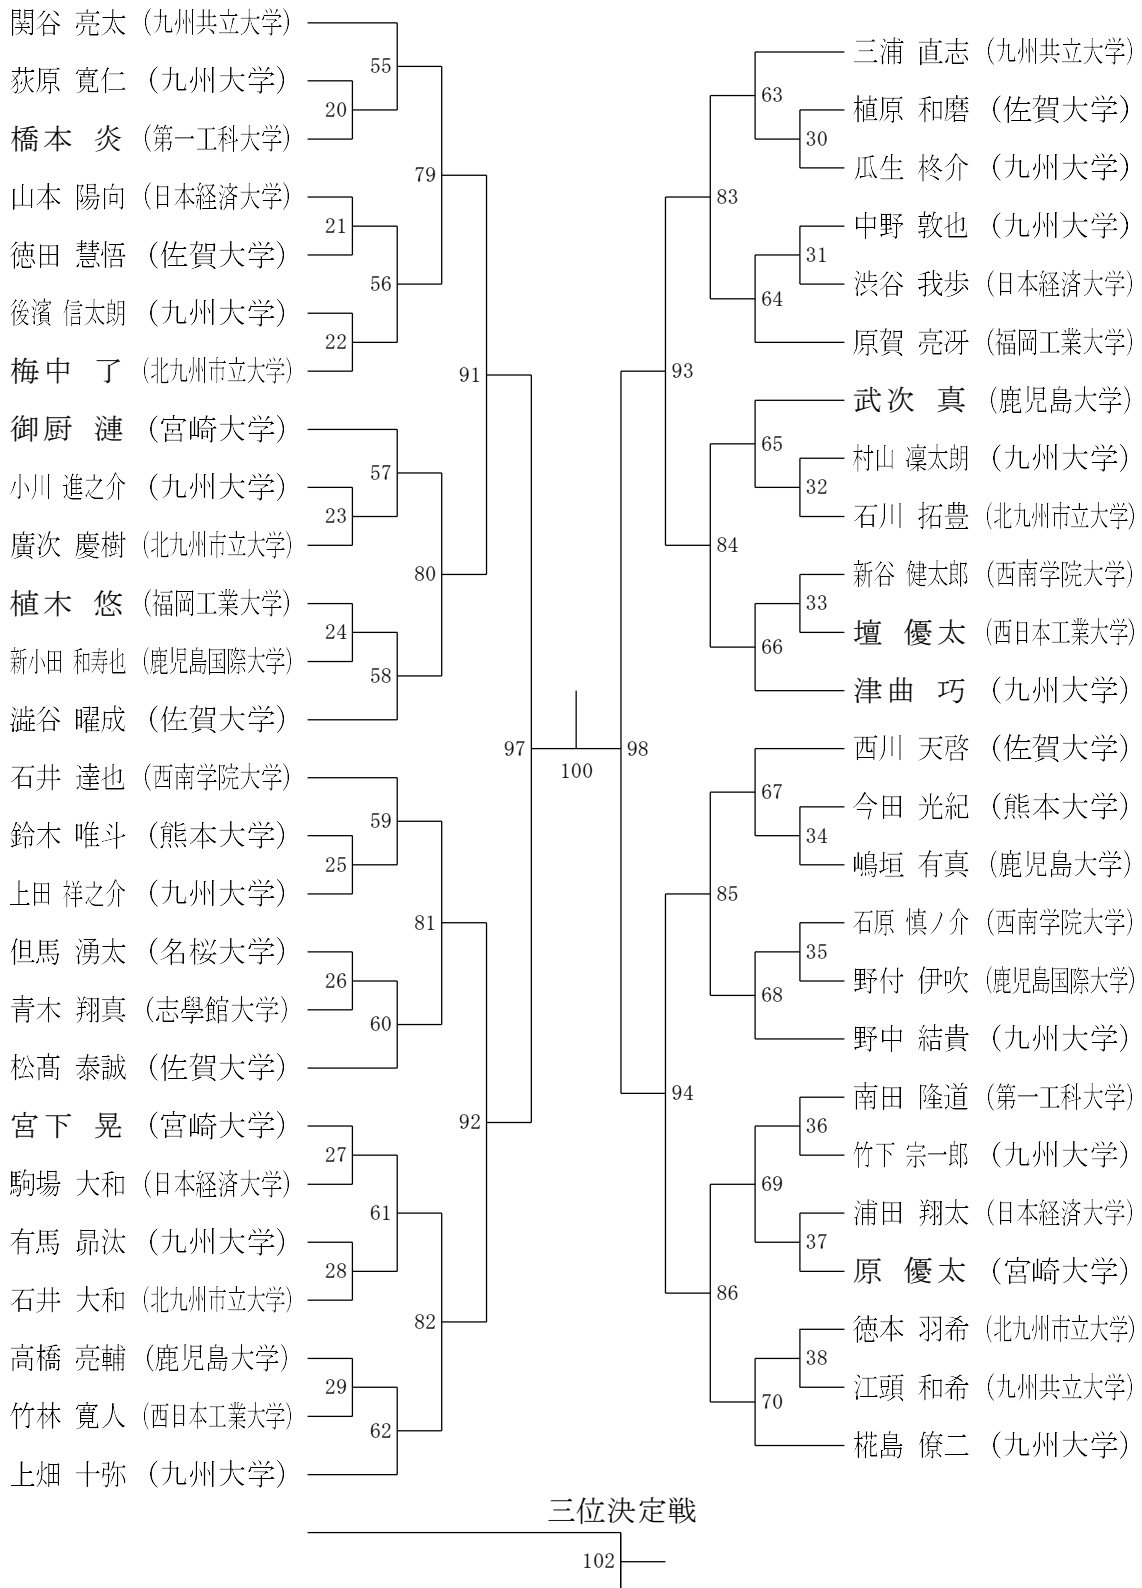 関谷 亮太 (九州共立大学)
荻原 寛仁 (九州大学)
橋本 炎 (第一工科大学)
山本 陽向 (日本経済大学)
徳田 慧悟 (佐賀大学)
後濱 信太朗 (九州大学)
梅中 了 (北九州市立大学)
御厨 漣 (宮崎大学)
小川 進之介 (九州大学)
廣次 慶樹 (北九州市立大学)
植木 悠 (福岡工業大学)
新小田 和寿也 (鹿児島国際大学)
澁谷 曜成 (佐賀大学)
石井 達也 (西南学院大学)
鈴木 唯斗 (熊本大学)
上田 祥之介 (九州大学)
但馬 湧太 (名桜大学)
青木 翔真 (志學館大学)
松髙 泰誠 (佐賀大学)
宮下 晃 (宮崎大学)
駒場 大和 (日本経済大学)
有馬 昴汰 (九州大学)
石井 大和 (北九州市立大学)
高橋 亮輔 (鹿児島大学)
竹林 寛人 (西日本工業大学)
上畑 十弥 (九州大学)
20
21
22
23
24
25
26
27
28
29
55
56
57
58
59
60
61
62
79
80
81
82
91
92
97
100
98
93
94
83
84
85
86
63
64
65
66
67
68
69
70
30
31
32
33
34
35
36
37
38
三浦 直志 (九州共立大学)
植原 和磨 (佐賀大学)
瓜生 柊介 (九州大学)
中野 敦也 (九州大学)
渋谷 我歩 (日本経済大学)
原賀 亮冴 (福岡工業大学)
武次 真 (鹿児島大学)
村山 凜太朗 (九州大学)
石川 拓豊 (北九州市立大学)
新谷 健太郎 (西南学院大学)
壇 優太 (西日本工業大学)
津曲 巧 (九州大学)
西川 天啓 (佐賀大学)
今田 光紀 (熊本大学)
嶋垣 有真 (鹿児島大学)
石原 慎ノ介 (西南学院大学)
野付 伊吹 (鹿児島国際大学)
野中 結貴 (九州大学)
南田 隆道 (第一工科大学)
竹下 宗一郎 (九州大学)
浦田 翔太 (日本経済大学)
原 優太 (宮崎大学)
徳本 羽希 (北九州市立大学)
江頭 和希 (九州共立大学)
椛島 僚二 (九州大学)
三位決定戦
102